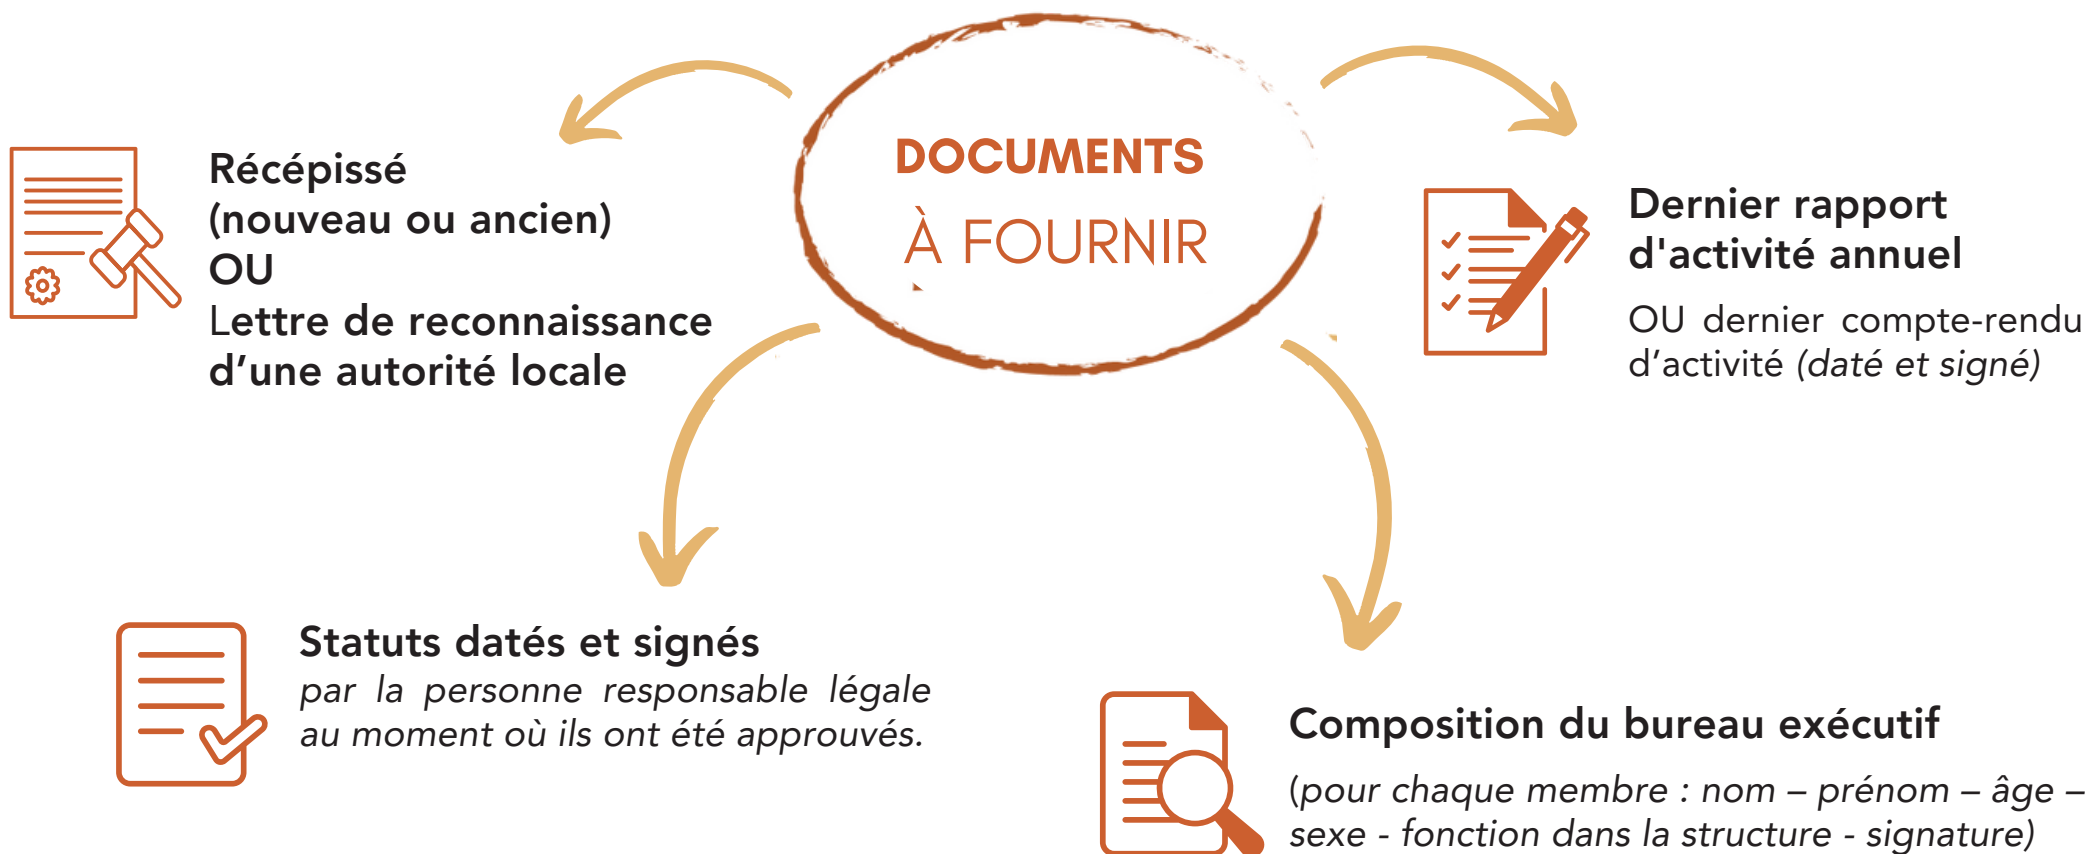 DOCUMENTS
À FOURNIR
Récépissé
(nouveau ou ancien)
OU
Lettre de reconnaissance
d’une autorité locale
Dernier rapport
d'activité annuel
OU dernier compte-rendu
d’activité (daté et signé)
Statuts datés et signés
par la personne responsable légale
au moment où ils ont été approuvés.
Composition du bureau exécutif
(pour chaque membre : nom – prénom – âge –
sexe - fonction dans la structure - signature)